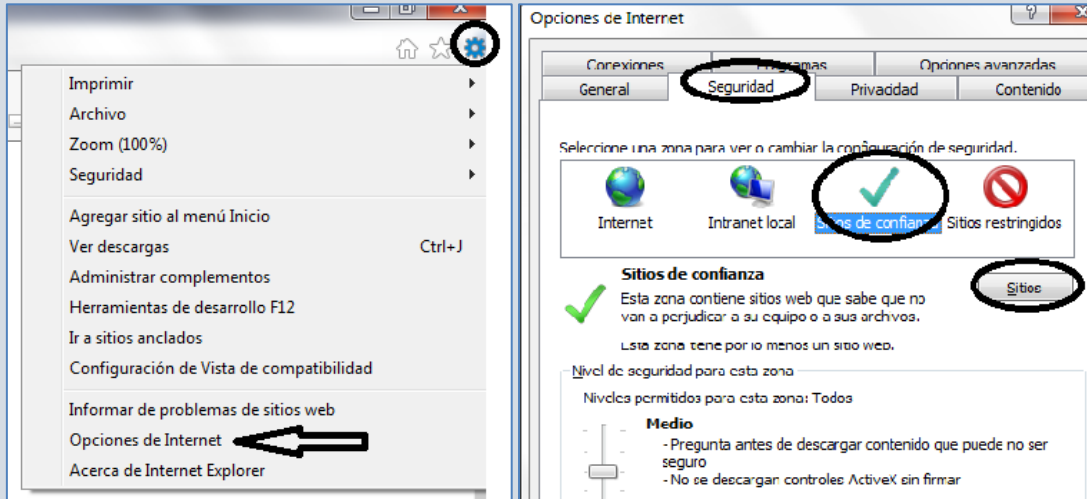 Imprimir
Archivo
Zoom (100%)
Seguridad
Agregar sitio al menú Inicio
Ver descargas Ctrl+J
Administrar complementos
Herramientas de desarrollo F12
Ir a sitios anclados
Configuración de Vista de compatibilidad
Informar de problemas de sitios web
Opciones de Internet
Acerca de Internet Explorer
Opciones de Internet
Conexiones Programas Opciones avanzadas
General Seguridad Privacidad Contenido
Seleccione una zona para ver o cambiar la configuración de seguridad.
Internet Intranet local Sitios de confianza Sitios restringidos
Sitios de confianza
Sitios
Esta zona contiene sitios web que sabe que no
van a perjudicar a su equipo o a sus archivos.
Esta zona tiene por lo menos un sitio web.
Nivel de seguridad para esta zona
Niveles permitidos para esta zona: Todos
Medio
- Pregunta antes de descargar contenido que puede no ser
seguro
- No se descargan controles ActiveX sin firmar